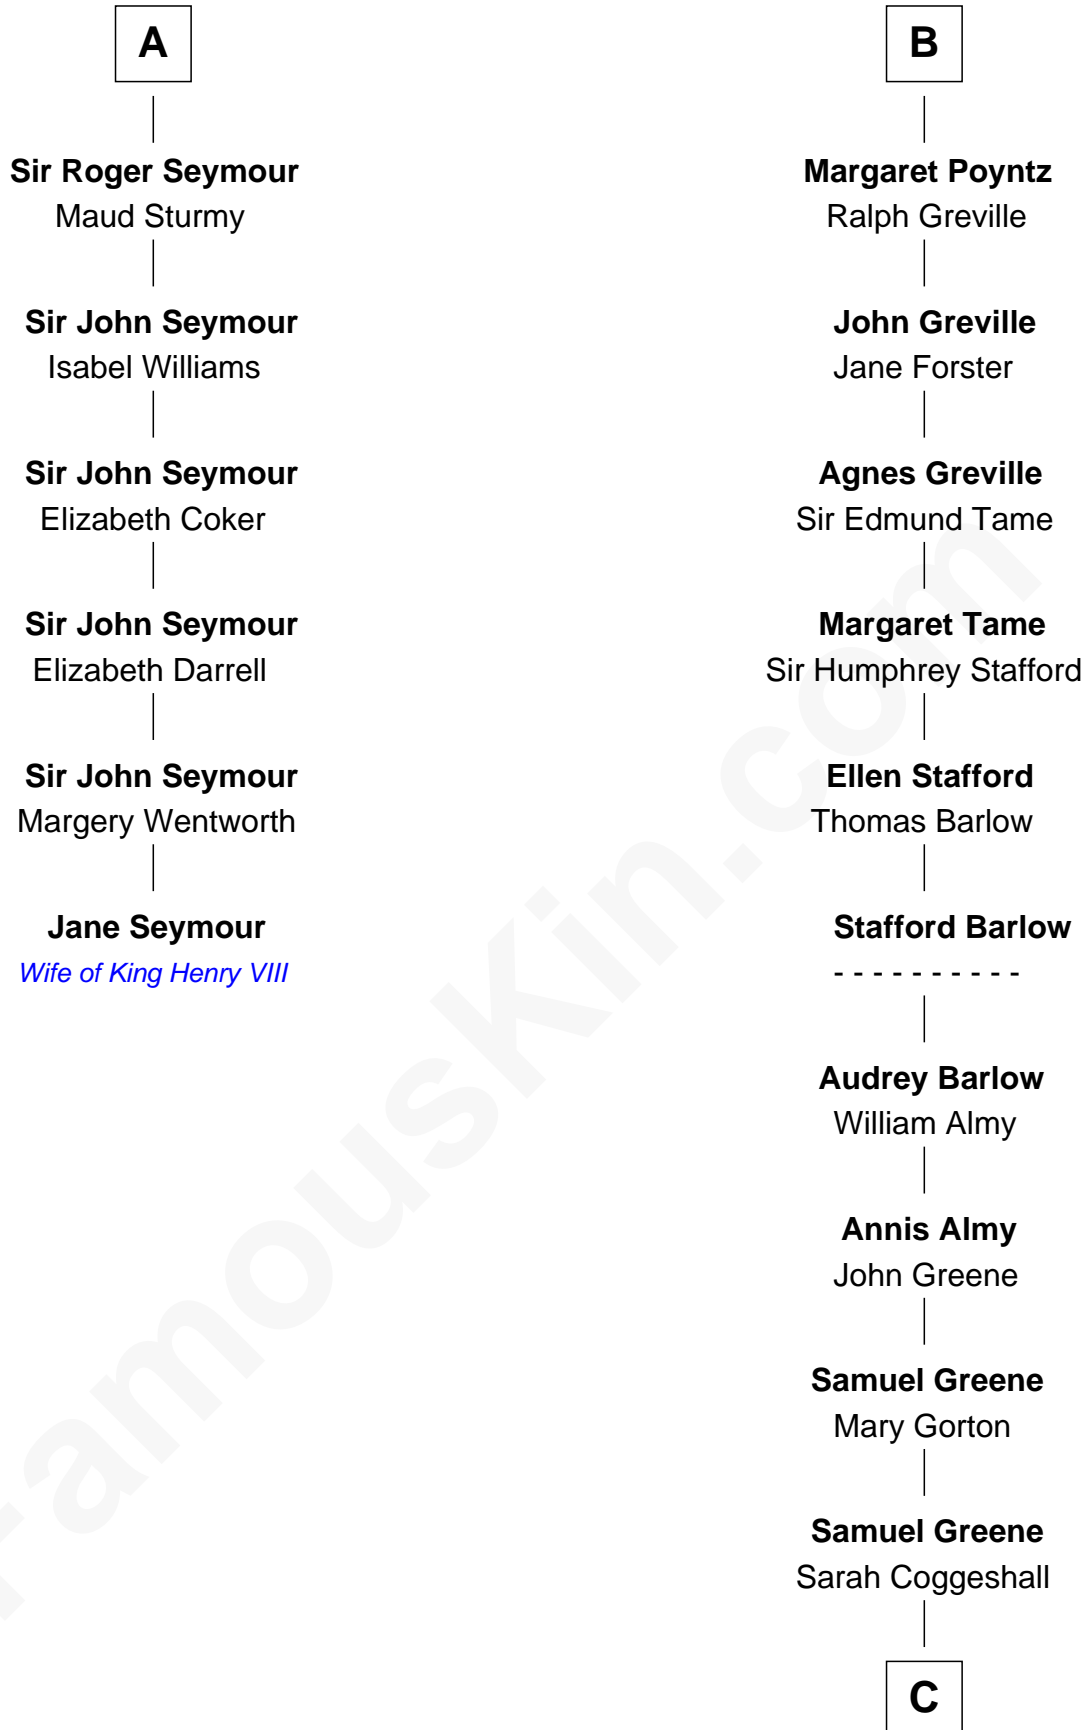 A
Sir Roger Seymour
Maud Sturmy
Sir John Seymour
Isabel Williams
Sir John Seymour
Elizabeth Coker
Sir John Seymour
Elizabeth Darrell
Sir John Seymour
Margery Wentworth
Jane Seymour
Wife of King Henry VIII
B
Margaret Poyntz
Ralph Greville
John Greville
Jane Forster
Agnes Greville
Sir Edmund Tame
Margaret Tame
Sir Humphrey Stafford
Ellen Stafford
Thomas Barlow
Stafford Barlow
- - - - - - - - - -
Audrey Barlow
William Almy
Annis Almy
John Greene
Samuel Greene
Mary Gorton
Samuel Greene
Sarah Coggeshall
C
FamousKin.com